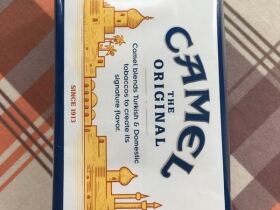 CAMEL
THE
ORIGINAL
Camel blends Turkish & Domestic
tobaccos to create its
signature flavor.
SINCE 1913